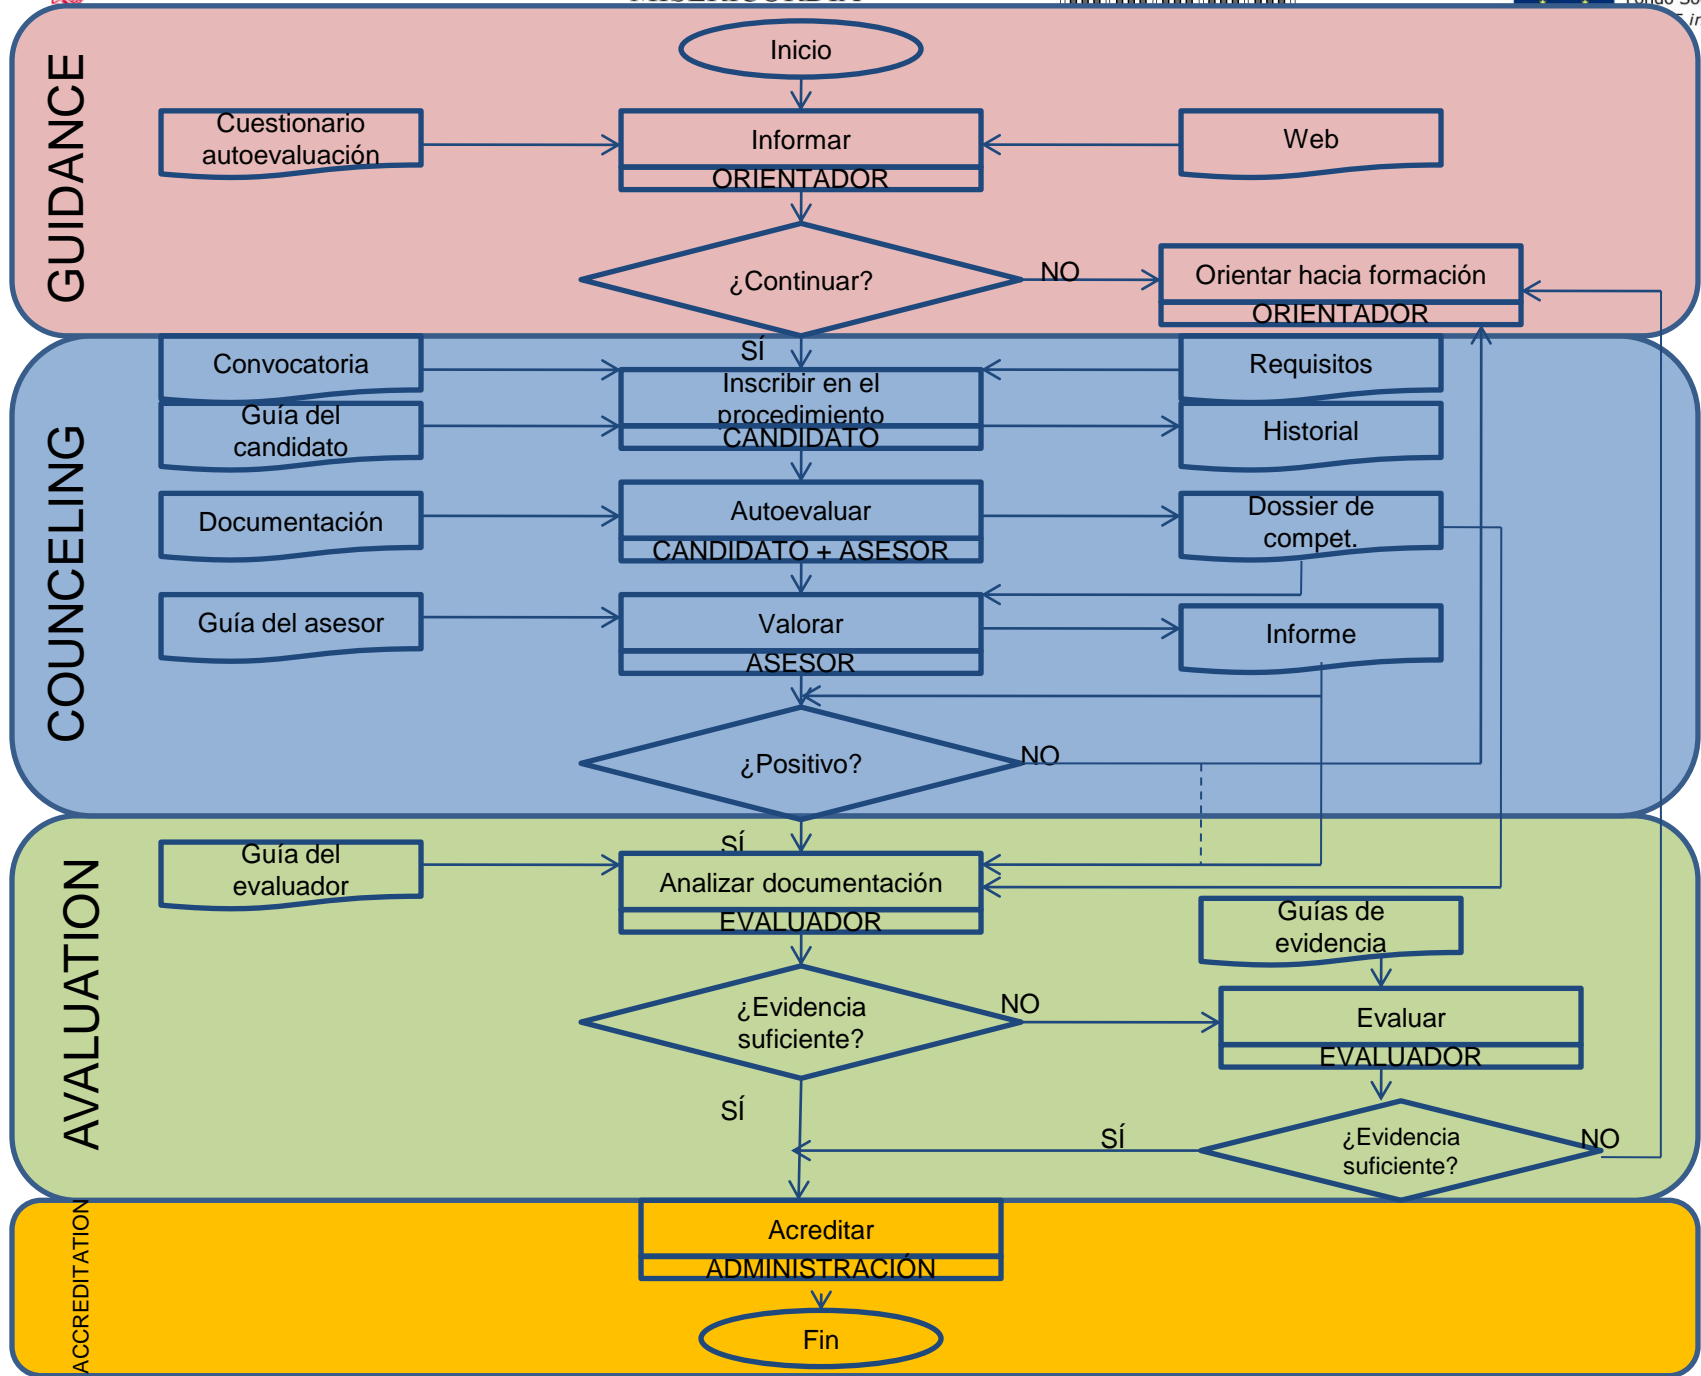 MISERICORDIA
GUIDANCE
Inicio
Cuestionario
autoevaluación
Informar
ORIENTADOR
Web
¿Continuar?
NO
Orientar hacia formación
ORIENTADOR
COUNCELING
SÍ
Convocatoria
Inscribir en el
procedimiento
CANDIDATO
Requisitos
Guía del
candidato
Historial
Documentación
Autoevaluar
CANDIDATO + ASESOR
Dossier de
compet.
Guía del asesor
Valorar
ASESOR
Informe
¿Positivo?
NO
AVALUATION
SÍ
Guía del
evaluador
Analizar documentación
EVALUADOR
Guías de
evidencia
¿Evidencia
suficiente?
NO
Evaluar
EVALUADOR
SÍ
SÍ
¿Evidencia
suficiente?
NO
ACCREDITATION
Acreditar
ADMINISTRACIÓN
Fin